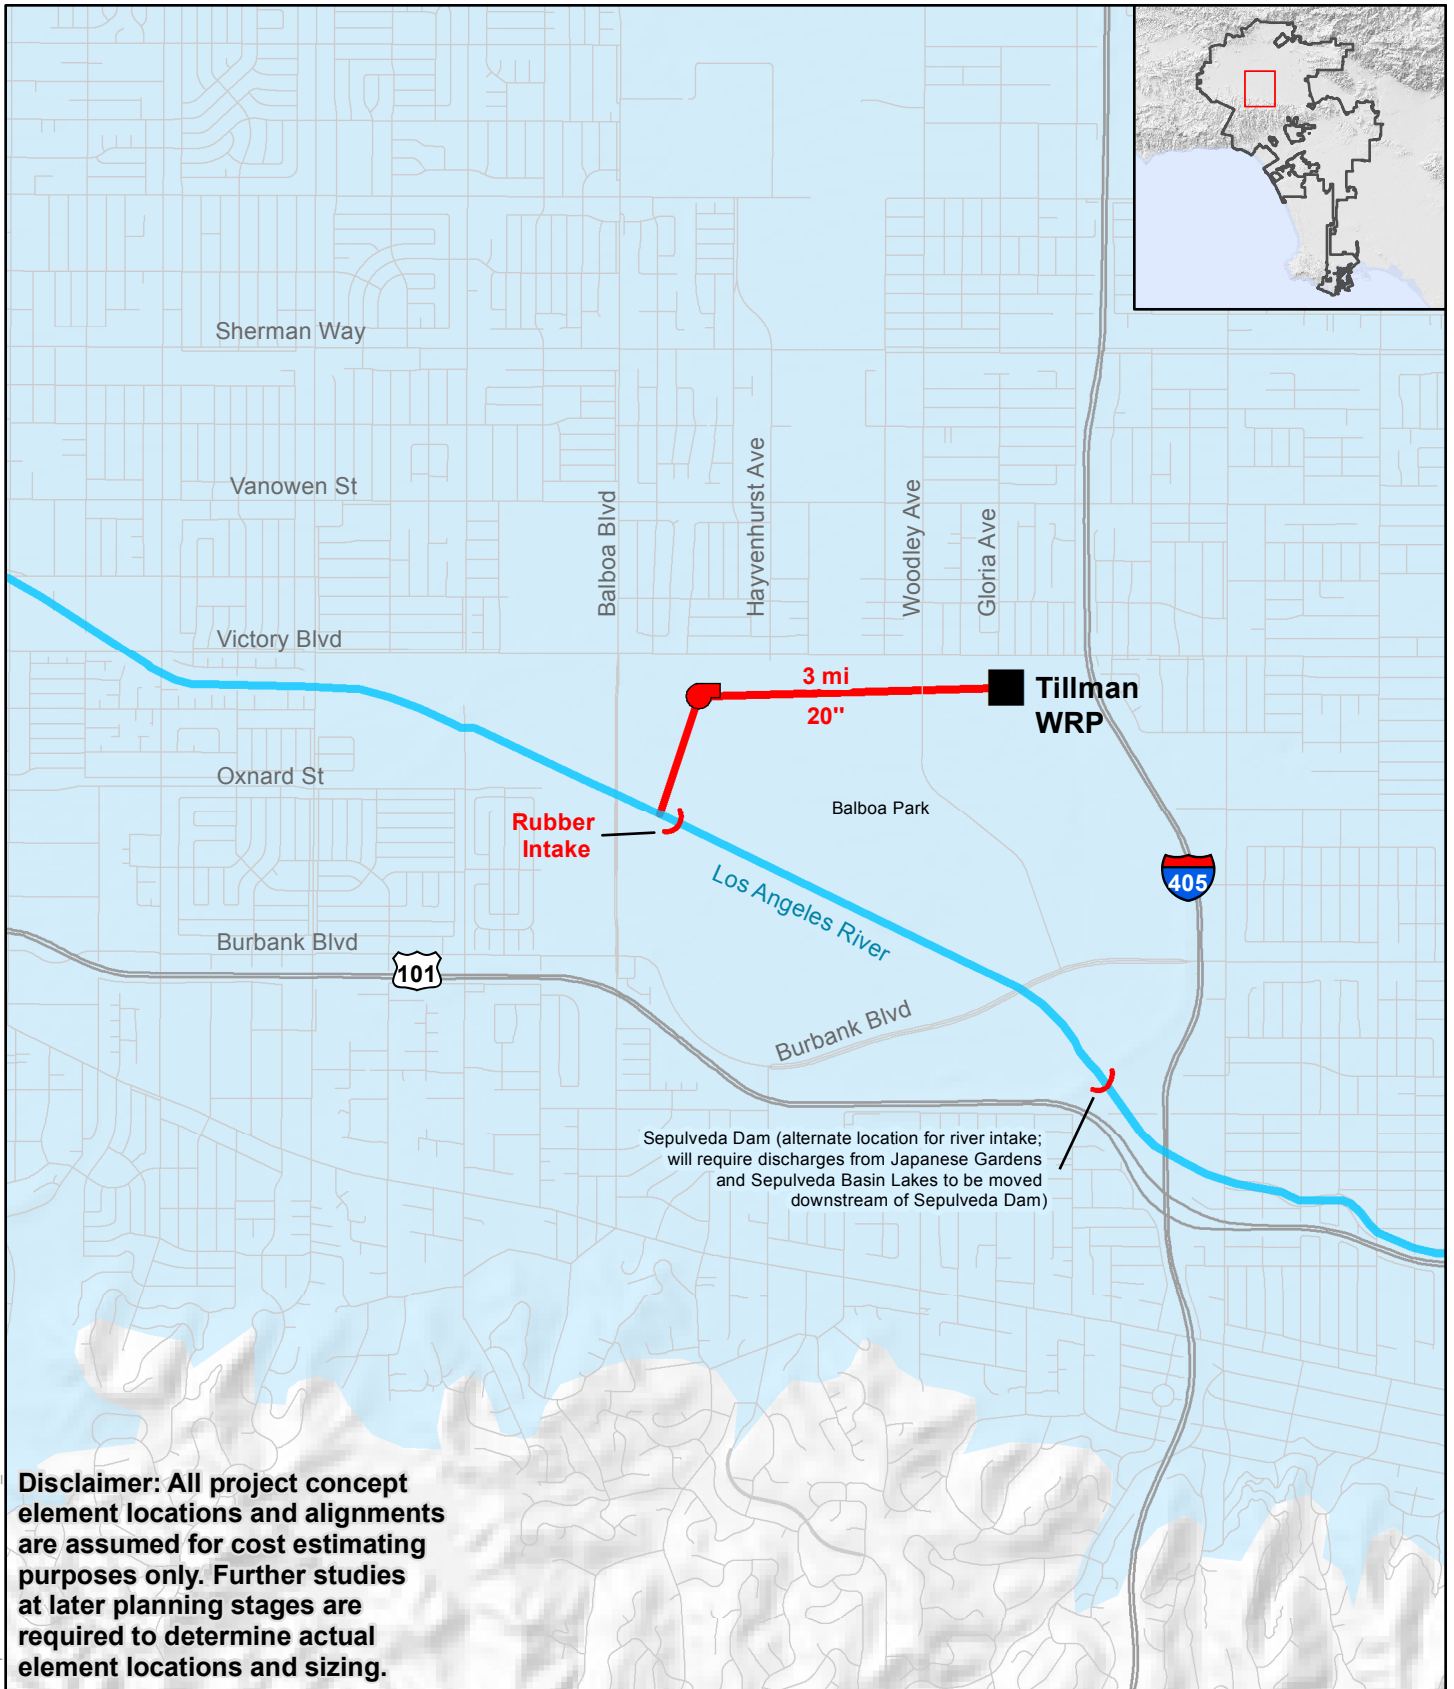 Sherman Way
Vanowen St
Balboa Blvd
Hayvenhurst Ave
Woodley Ave
Gloria Ave
Victory Blvd
3 mi
20"
Tillman
WRP
Oxnard St
Balboa Park
Rubber
Intake
405
Los Angeles River
Burbank Blvd
101
Burbank Blvd
Sepulveda Dam (alternate location for river intake;
will require discharges from Japanese Gardens
and Sepulveda Basin Lakes to be moved
downstream of Sepulveda Dam)
Disclaimer: All project concept
element locations and alignments
are assumed for cost estimating
purposes only. Further studies
at later planning stages are
required to determine actual
element locations and sizing.